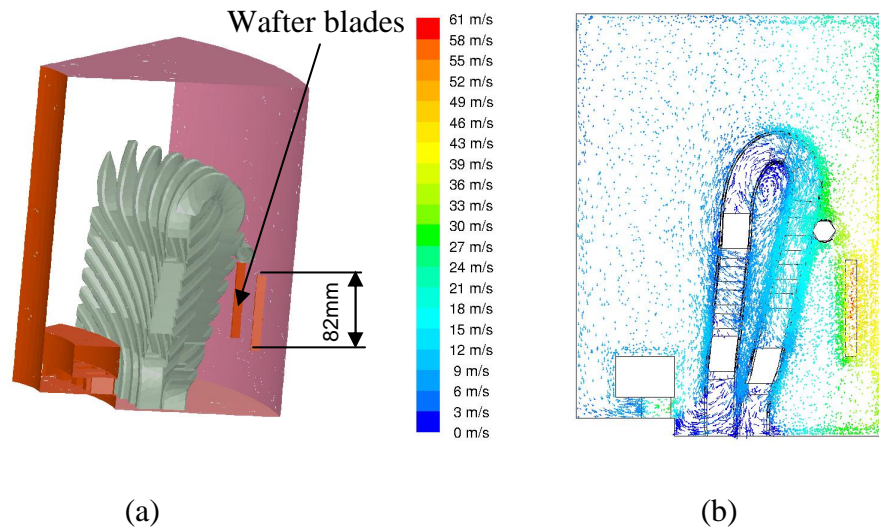 Wafter blades
82mm
61 m/s
58 m/s
55 m/s
52 m/s
49 m/s
46 m/s
43 m/s
39 m/s
36 m/s
33 m/s
30 m/s
27 m/s
24 m/s
21 m/s
18 m/s
15 m/s
12 m/s
9 m/s
6 m/s
3 m/s
0 m/s
(a)
(b)